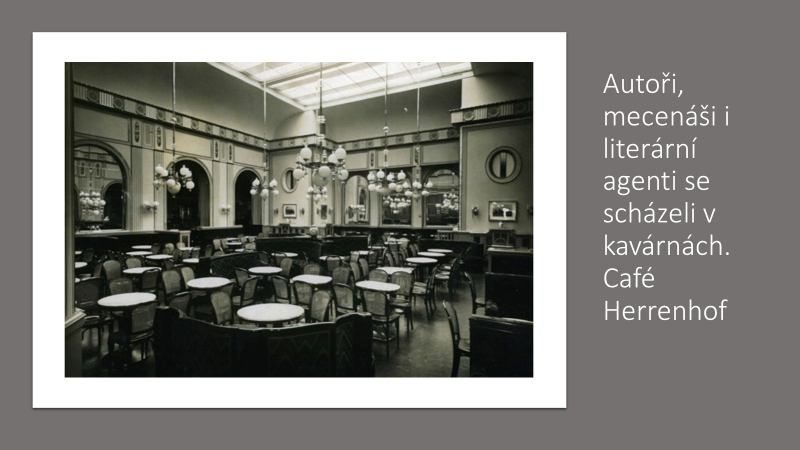 Autoři,
mecenáši i
literární
agenti se
scházeli v
kavárnách.
Café
Herrenhof